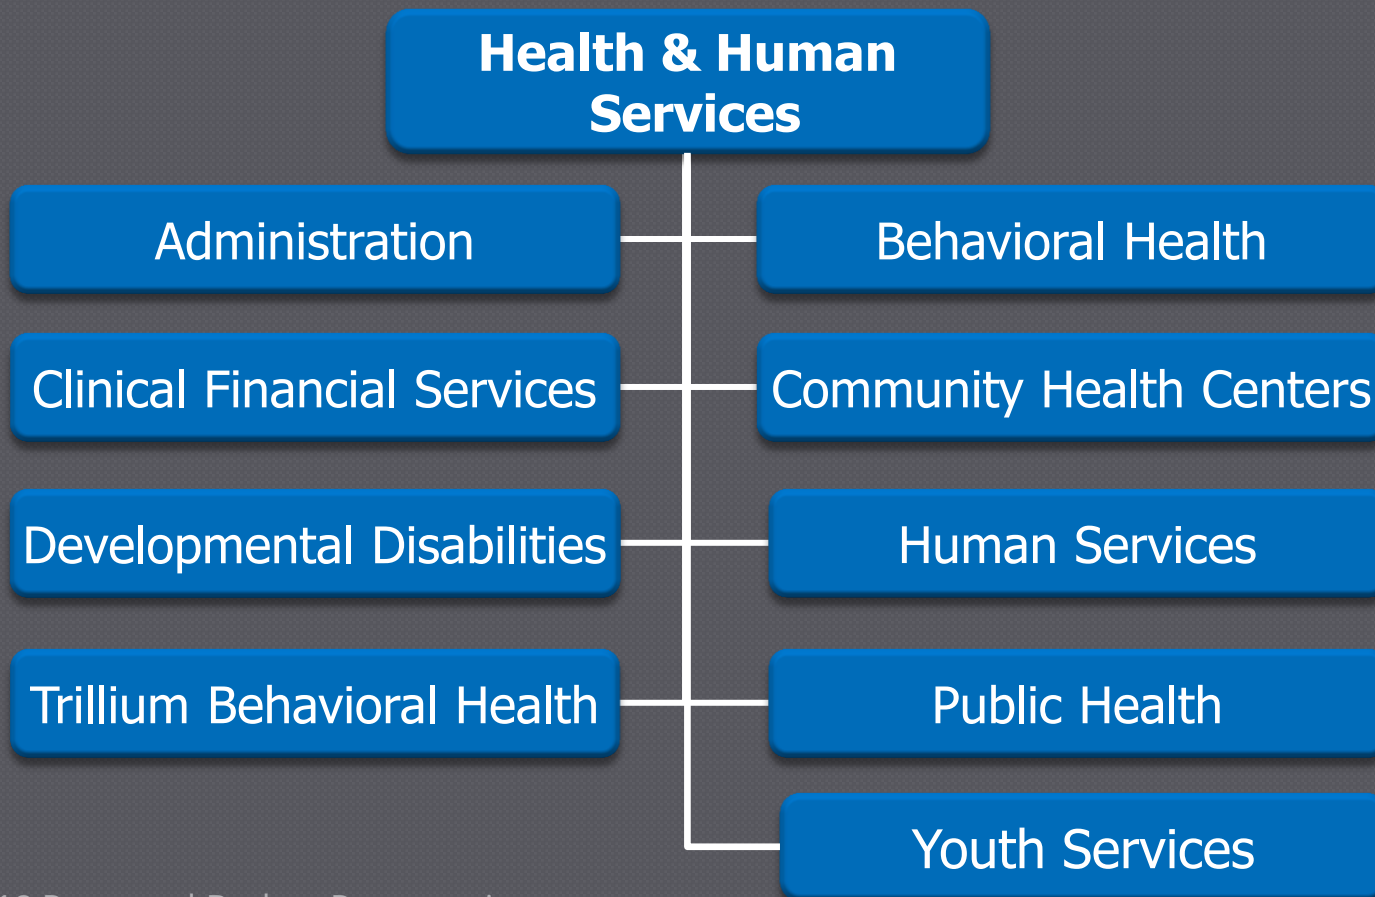 Health & Human
Services
Administration
Behavioral Health
Clinical Financial Services
Community Health Centers
Developmental Disabilities
Human Services
Trillium Behavioral Health
Public Health
Youth Services